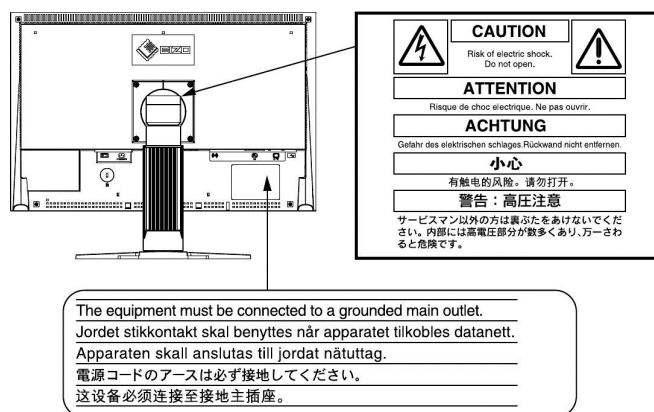 CAUTION
Risk of electric shock.
Do not open.
ATTENTION
Risque de choc electrique. Ne pas ouvrir.
ACHTUNG
Gefahr des elektrischen schlages.Rückwand nicht entfernen.
小心
有触电的风险。请勿打开。
警告：高圧注意
サービスマン以外の方は裏ぶたをあけないでくだ
さい。内部には高電圧部分が数多くあり、万一さわ
ると危険です。
The equipment must be connected to a grounded main outlet.
Jordet stikkontakt skal benyttes når apparatet tilkobles datanett.
Apparaten skall anslutas till jordat nätuttag.
電源コードのアースは必ず接地してください。
这设备必须连接至接地主插座。